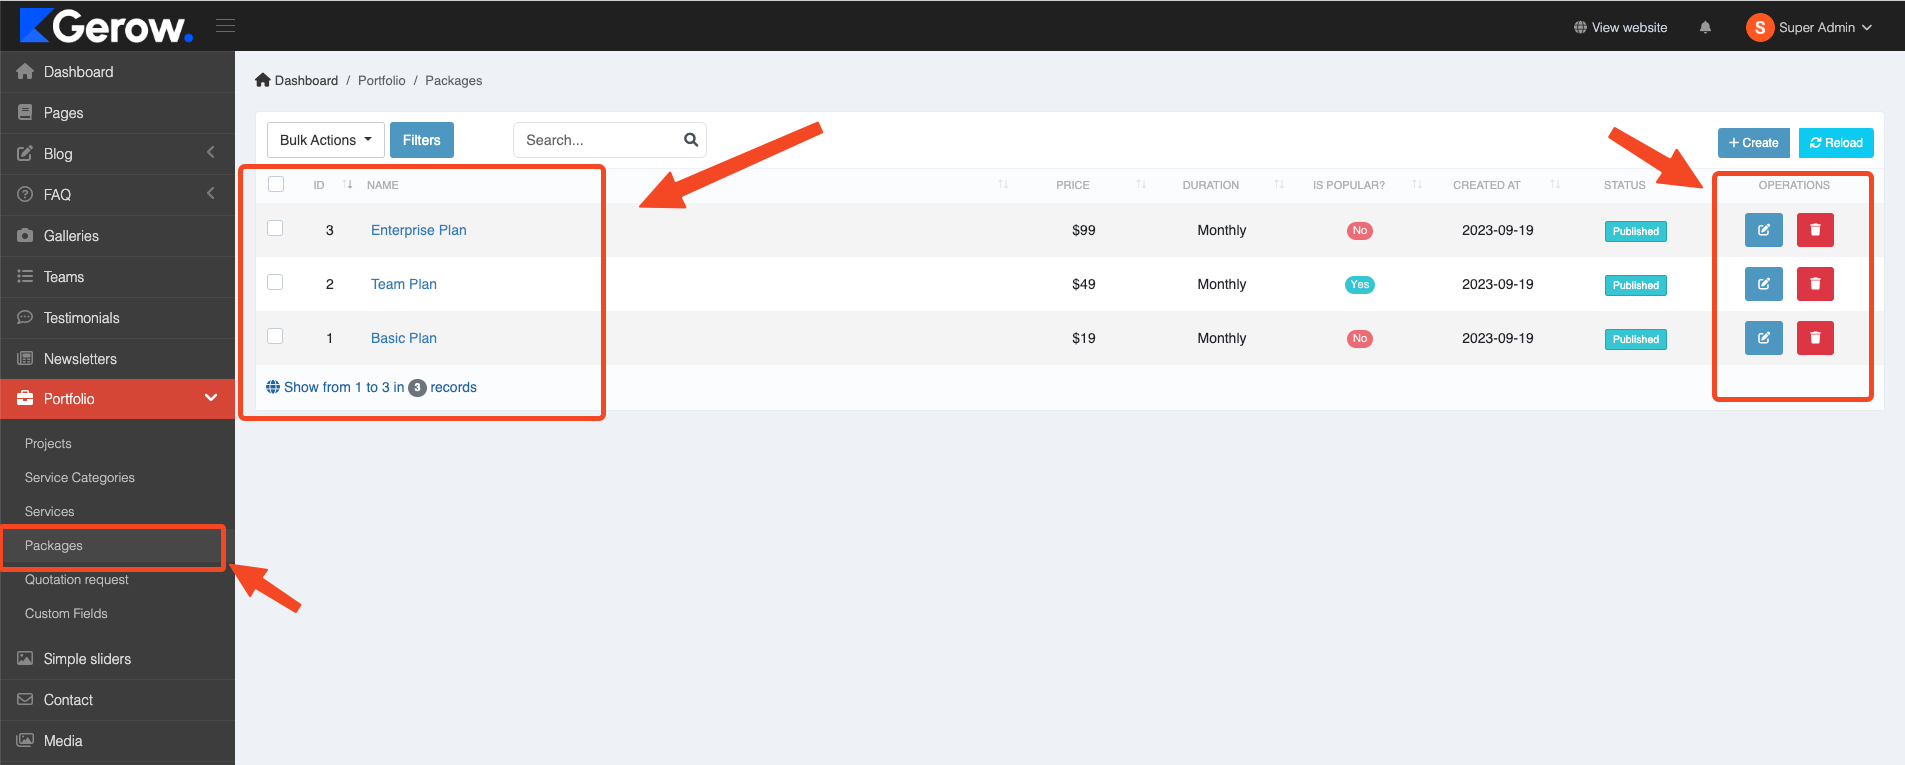 Gerow.
View website
S Super Admin
Dashboard
Pages
Blog
FAQ
Galleries
Teams
Testimonials
Newsletters
Portfolio
Projects
Service Categories
Services
Packages
Quotation request
Custom Fields
Simple sliders
Contact
Media
Dashboard / Portfolio / Packages
Bulk Actions Filters Search... + Create Reload
ID NAME PRICE DURATION IS POPULAR? CREATED AT STATUS OPERATIONS
3 Enterprise Plan $99 Monthly No 2023-09-19 Published
2 Team Plan $49 Monthly Yes 2023-09-19 Published
1 Basic Plan $19 Monthly No 2023-09-19 Published
Show from 1 to 3 in 3 records